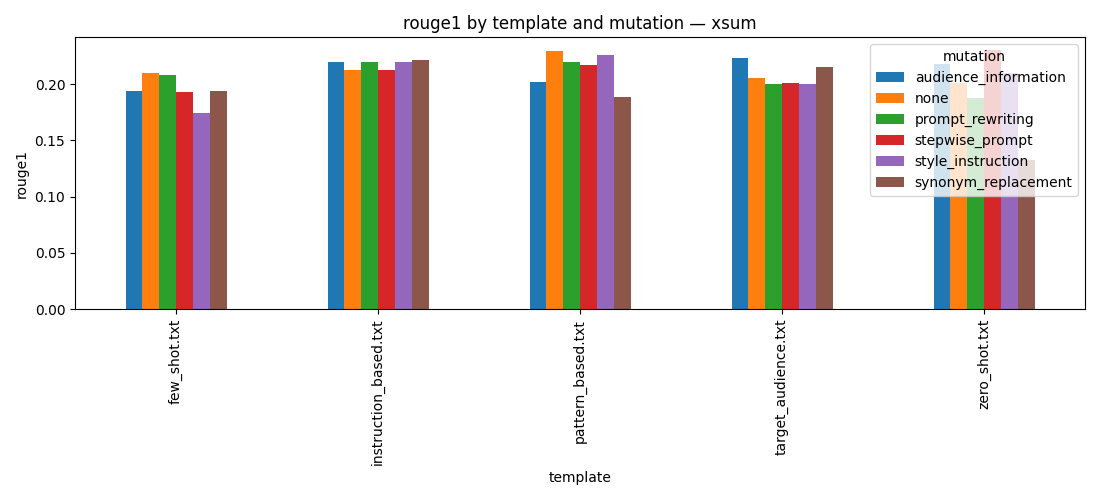 rouge1 by template and mutation — xsum
mutation
audience_information
none
prompt_rewriting
stepwise_prompt
style_instruction
synonym_replacement
rouge1
0.20
0.15
0.10
0.05
0.00
few_shot.txt
instruction_based.txt
pattern_based.txt
target_audience.txt
zero_shot.txt
template